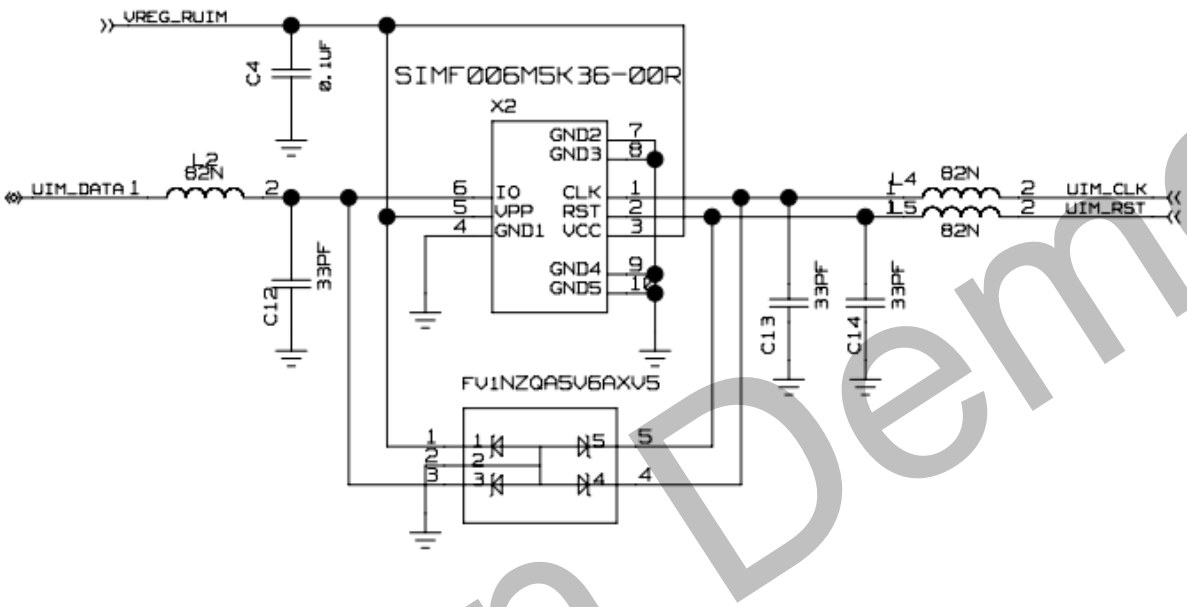 VREG_RUIM
C4
0.1UF
SIMF006M5K36-00R
X2
GND2 7
GND3 8
UIM_DATA 1
L2
82N
2
6 IO
CLK 1
5 VPP
RST 2
4 GND1
VCC 3
GND4 9
GND5 10
1 L4 82N 2 UIM_CLK
1 L5 82N 2 UIM_RST
C12
33PF
C13
33PF
C14
33PF
FV1NZQA5V6AXV5
1 1 5 5
2 2
3 3 4 4
n Dem